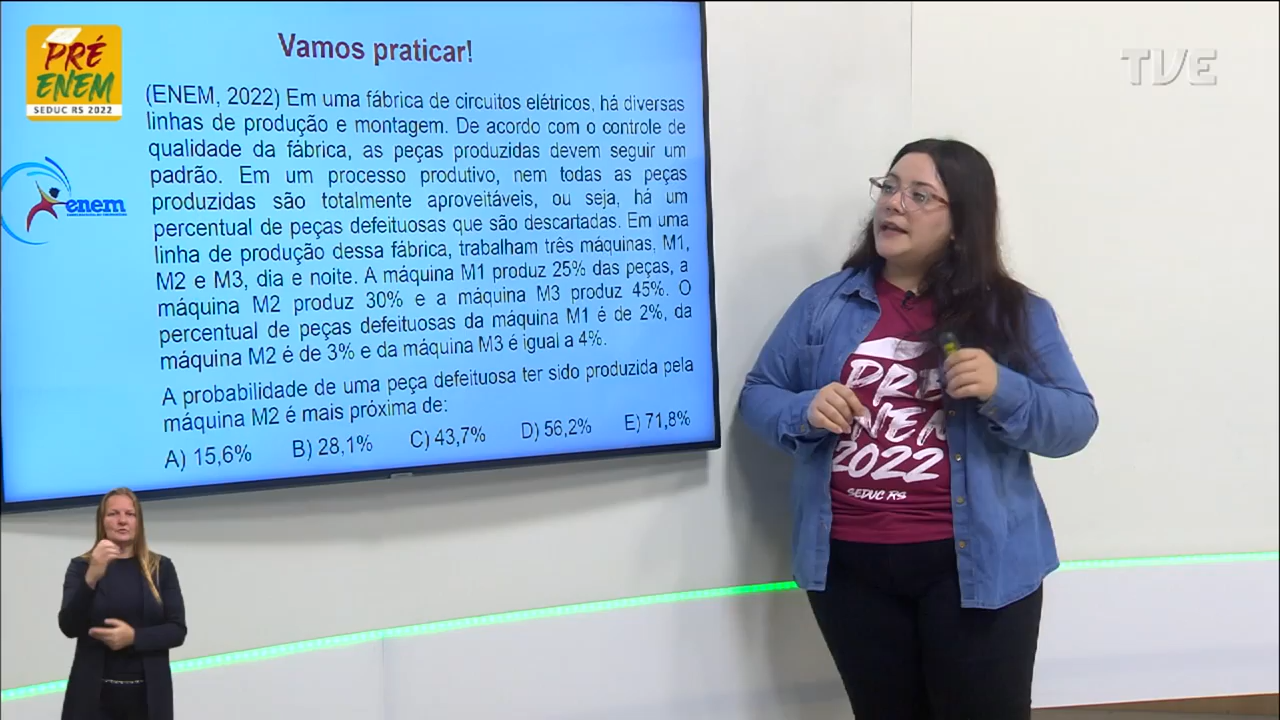 PRÉ
ENEM
SEDUC RS 2022
enem
Vamos praticar!
(ENEM, 2022) Em uma fábrica de circuitos elétricos, há diversas
linhas de produção e montagem. De acordo com o controle de
qualidade da fábrica, as peças produzidas devem seguir um
padrão. Em um processo produtivo, nem todas as peças
produzidas são totalmente aproveitáveis, ou seja, há um
percentual de peças defeituosas que são descartadas. Em uma
linha de produção dessa fábrica, trabalham três máquinas, M1,
M2 e M3, dia e noite. A máquina M1 produz 25% das peças, a
máquina M2 produz 30% e a máquina M3 produz 45%. O
percentual de peças defeituosas da máquina M1 é de 2%, da
máquina M2 é de 3% e da máquina M3 é igual a 4%.
A probabilidade de uma peça defeituosa ter sido produzida pela
máquina M2 é mais próxima de:
A) 15,6% B) 28,1% C) 43,7% D) 56,2% E) 71,8%
TVE
PRÉ
ENEM
2022
SEDUC RS